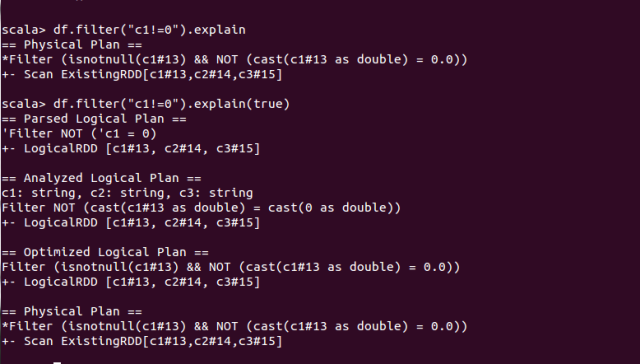 scala> df.filter("c1!=0").explain
== Physical Plan ==
*Filter (isnotnull(c1#13) && NOT (cast(c1#13 as double) = 0.0))
+- Scan ExistingRDD[c1#13,c2#14,c3#15]
scala> df.filter("c1!=0").explain(true)
== Parsed Logical Plan ==
'Filter NOT ('c1 = 0)
+- LogicalRDD [c1#13, c2#14, c3#15]
== Analyzed Logical Plan ==
c1: string, c2: string, c3: string
Filter NOT (cast(c1#13 as double) = cast(0 as double))
+- LogicalRDD [c1#13, c2#14, c3#15]
== Optimized Logical Plan ==
Filter (isnotnull(c1#13) && NOT (cast(c1#13 as double) = 0.0))
+- LogicalRDD [c1#13, c2#14, c3#15]
== Physical Plan ==
*Filter (isnotnull(c1#13) && NOT (cast(c1#13 as double) = 0.0))
+- Scan ExistingRDD[c1#13,c2#14,c3#15]